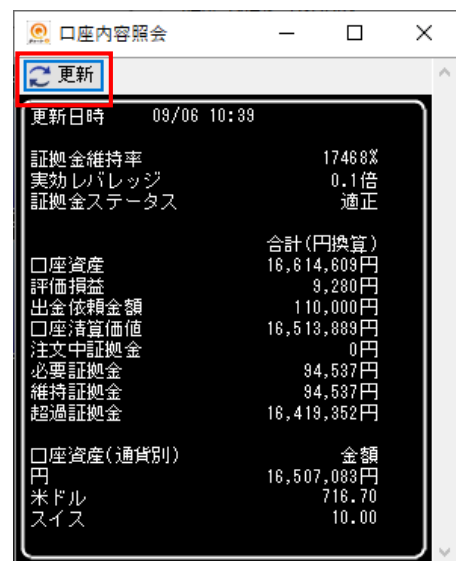 口座内容照会
更新
更新日時 09/06 10:39
証拠金維持率 17468%
実効レバレッジ 0.1倍
証拠金ステータス 適正
合計(円換算)
口座資産 16,614,609円
評価損益 9,280円
出金依頼金額 110,000円
口座清算価値 16,513,889円
注文中証拠金 0円
必要証拠金 94,537円
維持証拠金 94,537円
超過証拠金 16,419,352円
口座資産(通貨別) 金額
円 16,507,083円
米ドル 716.70
スイス 10.00